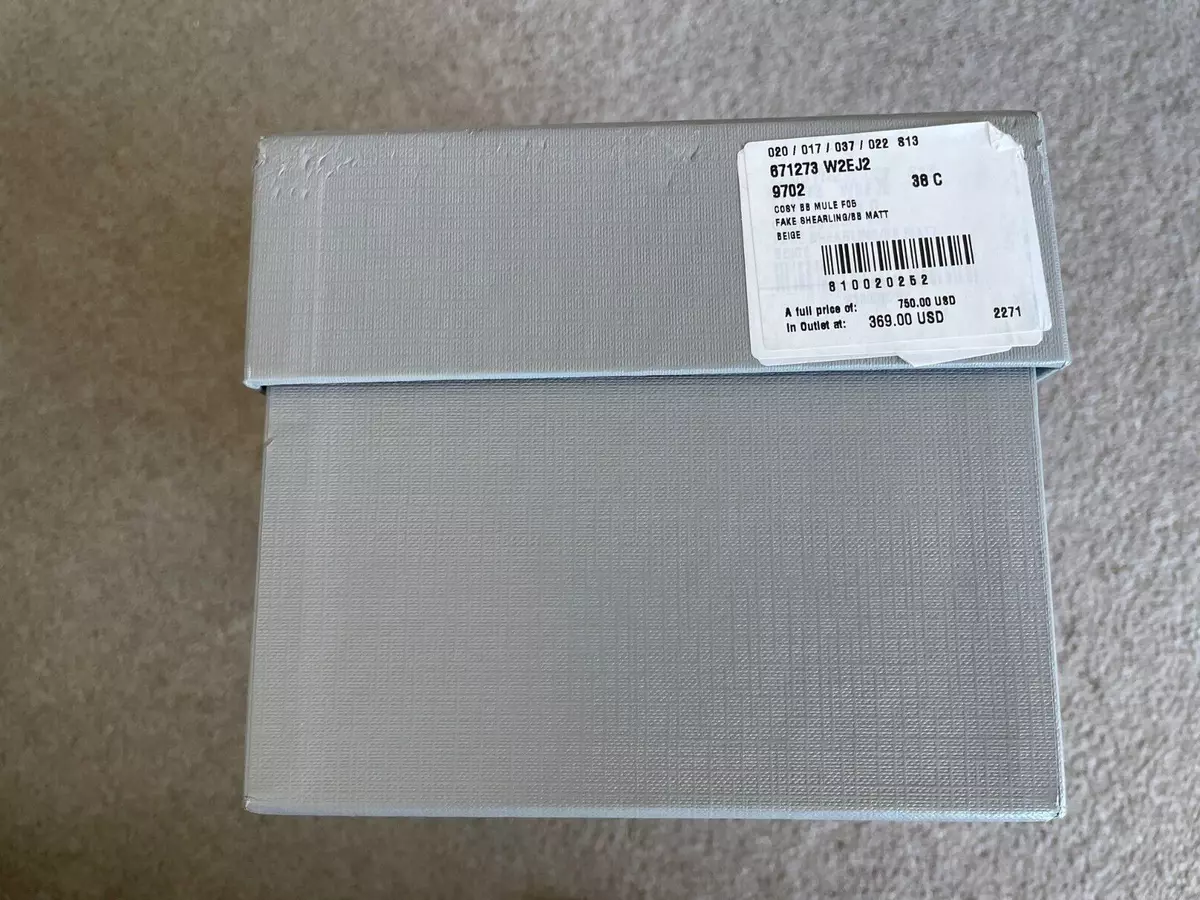 020 / 017 / 037 / 022 813
671273 W2EJ2
9702 38 C
COSY BB MULE F05
FAKE SHEARLING/BB MATT
BEIGE
810020252
A full price of: 750.00 USD
In Outlet at: 369.00 USD 2271